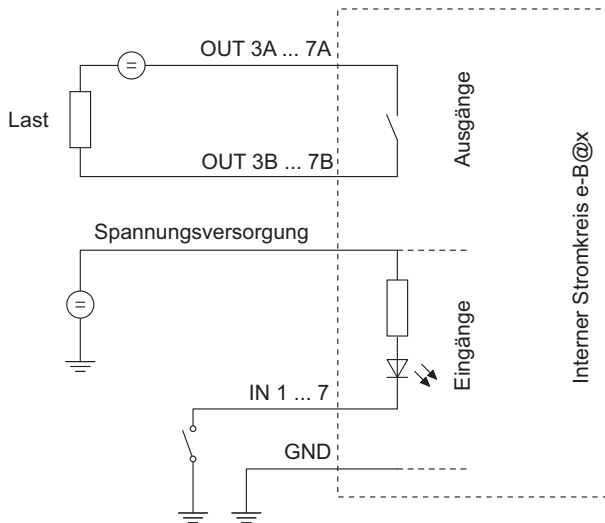 OUT 3A ... 7A
Last
OUT 3B ... 7B
Ausgänge
Spannungsversorgung
Eingänge
IN 1 ... 7
GND
Interner Stromkreis e-B@x